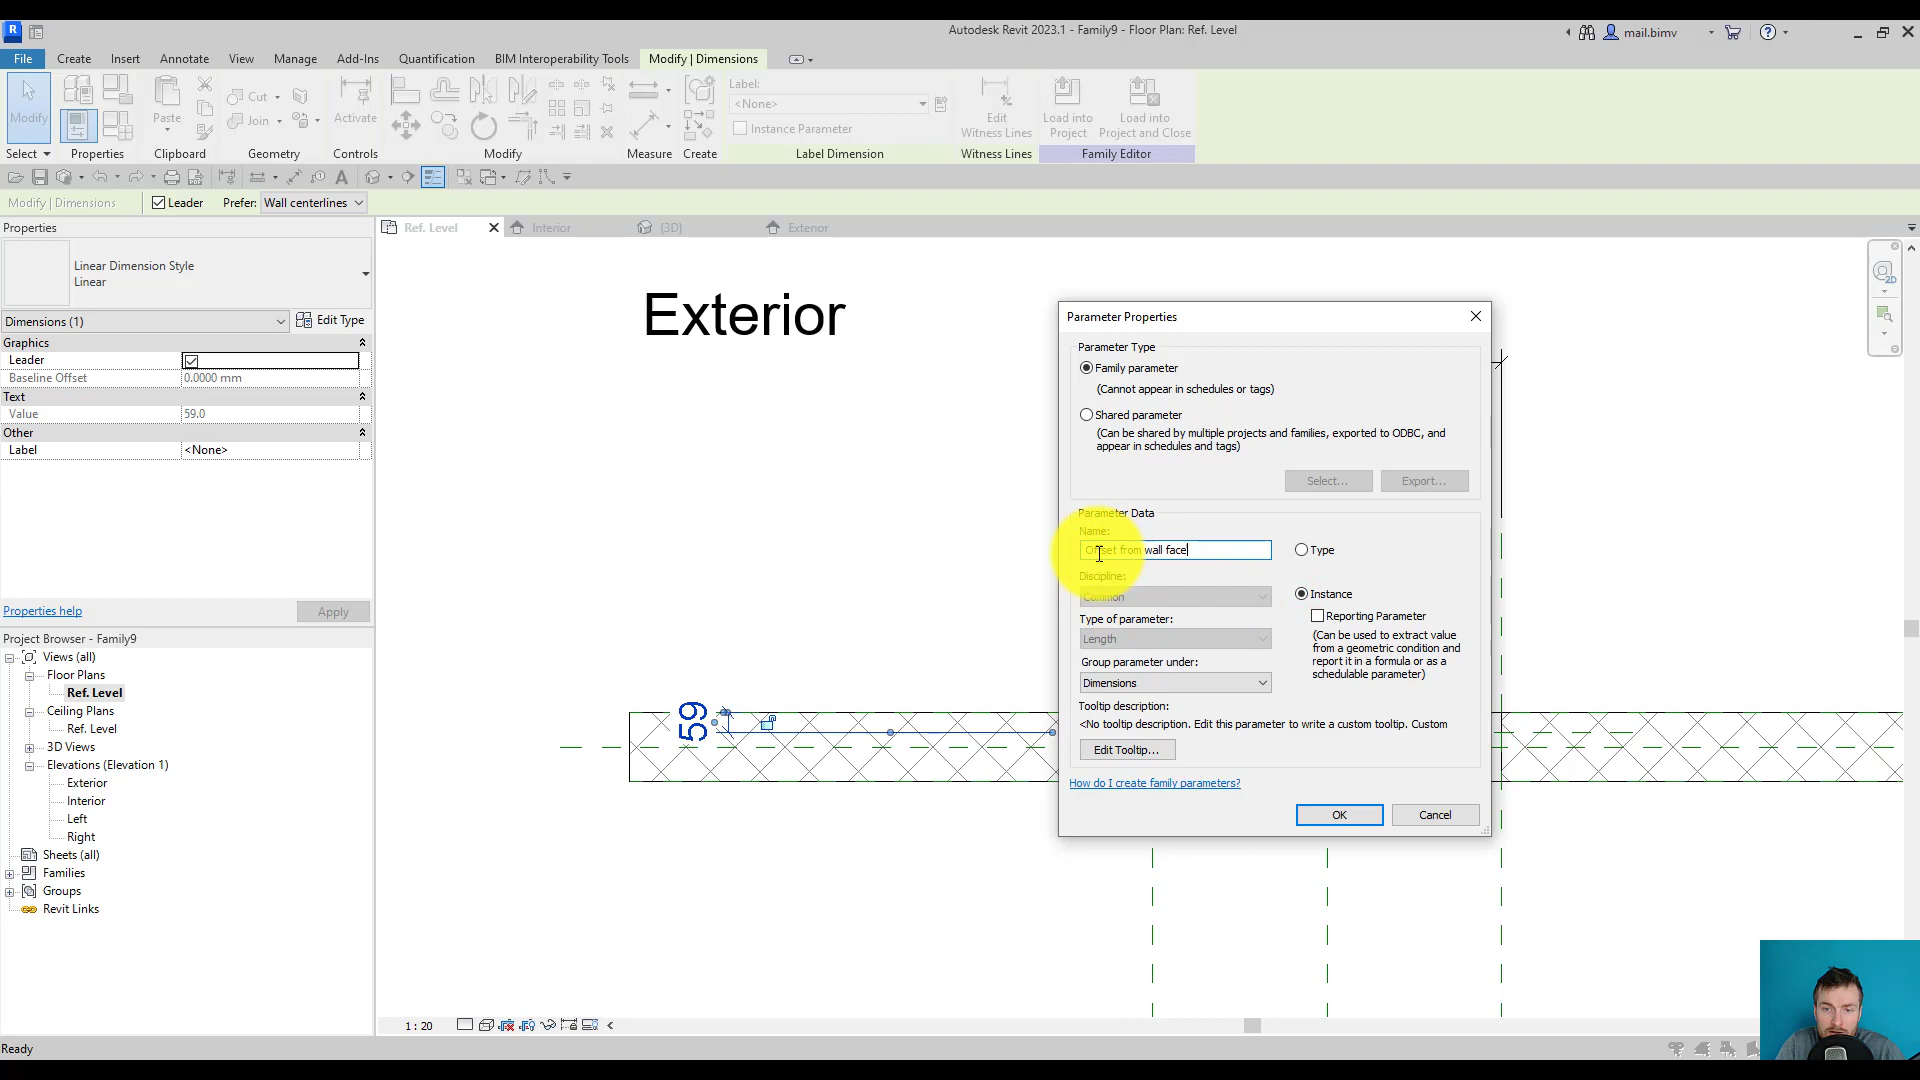 R
Autodesk Revit 2023.1 - Family9 - Floor Plan: Ref. Level
mail.bimv
File
Create
Insert
Annotate
View
Manage
Add-Ins
Quantification
BIM Interoperability Tools
Modify | Dimensions
Modify
Paste
Cut
Join
Activate
Label:
<None>
Instance Parameter
Edit
Witness Lines
Load into
Project
Load into
Project and Close
Select
Properties
Clipboard
Geometry
Controls
Modify
Measure
Create
Label Dimension
Witness Lines
Family Editor
Modify | Dimensions
Leader
Prefer:
Wall centerlines
Properties
Ref. Level
Interior
{3D}
Exterior
Linear Dimension Style
Linear
Dimensions (1)
Edit Type
Graphics
Leader
Baseline Offset
0.0000 mm
Text
Value
59.0
Other
Label
<None>
Properties help
Apply
Project Browser - Family9
Views (all)
Floor Plans
Ref. Level
Ceiling Plans
Ref. Level
3D Views
Elevations (Elevation 1)
Exterior
Interior
Left
Right
Sheets (all)
Families
Groups
Revit Links
Exterior
2D
59
Parameter Properties
Parameter Type
Family parameter
(Cannot appear in schedules or tags)
Shared parameter
(Can be shared by multiple projects and families, exported to ODBC, and
appear in schedules and tags)
Select...
Export...
Parameter Data
Name:
Offset from wall face
Type
Discipline:
Common
Instance
Type of parameter:
Reporting Parameter
Length
(Can be used to extract value
from a geometric condition and
report it in a formula or as a
schedulable parameter)
Group parameter under:
Dimensions
Tooltip description:
<No tooltip description. Edit this parameter to write a custom tooltip. Custom
Edit Tooltip...
How do I create family parameters?
OK
Cancel
1 : 20
Ready